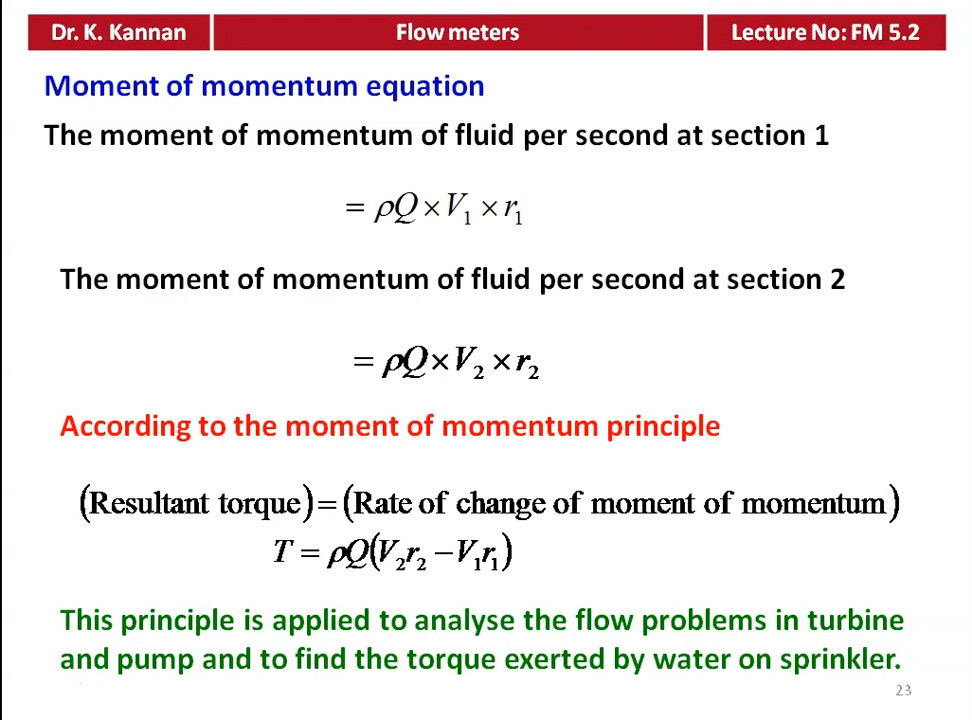 Dr. K. Kannan
Flow meters
Lecture No: FM 5.2
Moment of momentum equation
The moment of momentum of fluid per second at section 1
= ρQ × V₁ × r₁
The moment of momentum of fluid per second at section 2
= ρQ × V₂ × r₂
According to the moment of momentum principle
(Resultant torque) = (Rate of change of moment of momentum)
T = ρQ(V₂r₂ − V₁r₁)
This principle is applied to analyse the flow problems in turbine
and pump and to find the torque exerted by water on sprinkler.
23